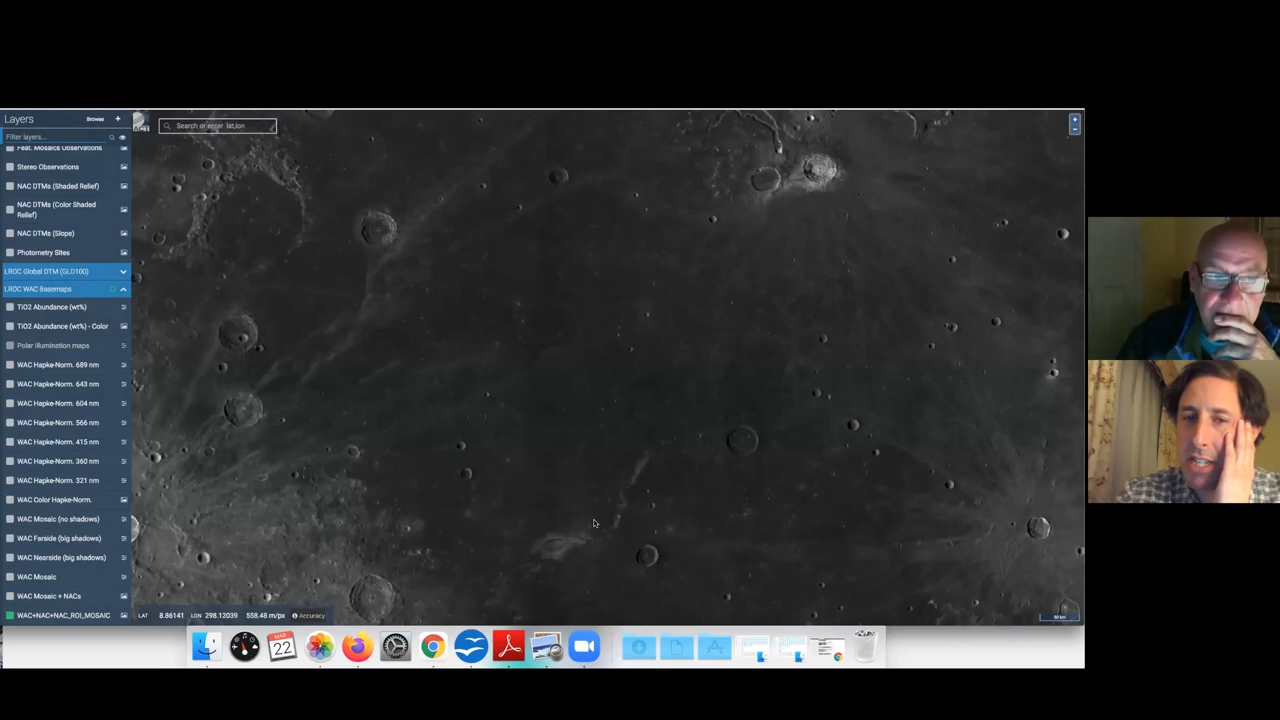 Layers
Browse +
Filter layers...
Feat. Mosaics Observations
Stereo Observations
NAC DTMs (Shaded Relief)
NAC DTMs (Color Shaded
Relief)
NAC DTMs (Slope)
Photometry Sites
LROC Global DTM (GLD100)
LROC WAC Basemaps
TiO2 Abundance (wt%)
TiO2 Abundance (wt%) - Color
Polar illumination maps
WAC Hapke-Norm. 689 nm
WAC Hapke-Norm. 643 nm
WAC Hapke-Norm. 604 nm
WAC Hapke-Norm. 566 nm
WAC Hapke-Norm. 415 nm
WAC Hapke-Norm. 360 nm
WAC Hapke-Norm. 321 nm
WAC Color Hapke-Norm.
WAC Mosaic (no shadows)
WAC Farside (big shadows)
WAC Nearside (big shadows)
WAC Mosaic
WAC Mosaic + NACs
WAC+NAC+NAC_ROI_MOSAIC
ACT
Search or enter lat,lon
+
-
LAT 8.86141 LON 298.12039 558.48 m/px Accuracy
50 km
MAR
22